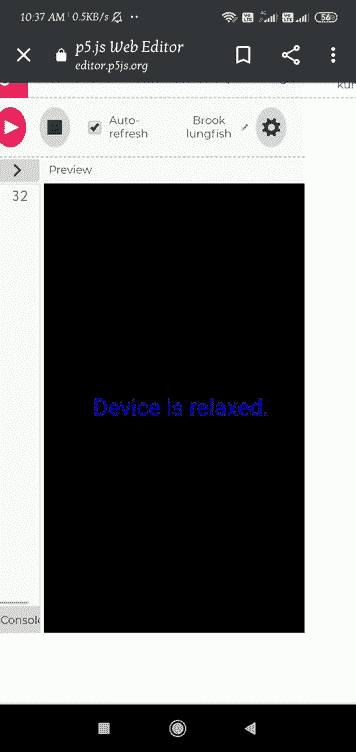 10:37 AM | 0.5KB/s
56
p5.js Web Editor
editor.p5js.org
Auto-
refresh
Brook
lungfish
Preview
32
Device is relaxed.
Console